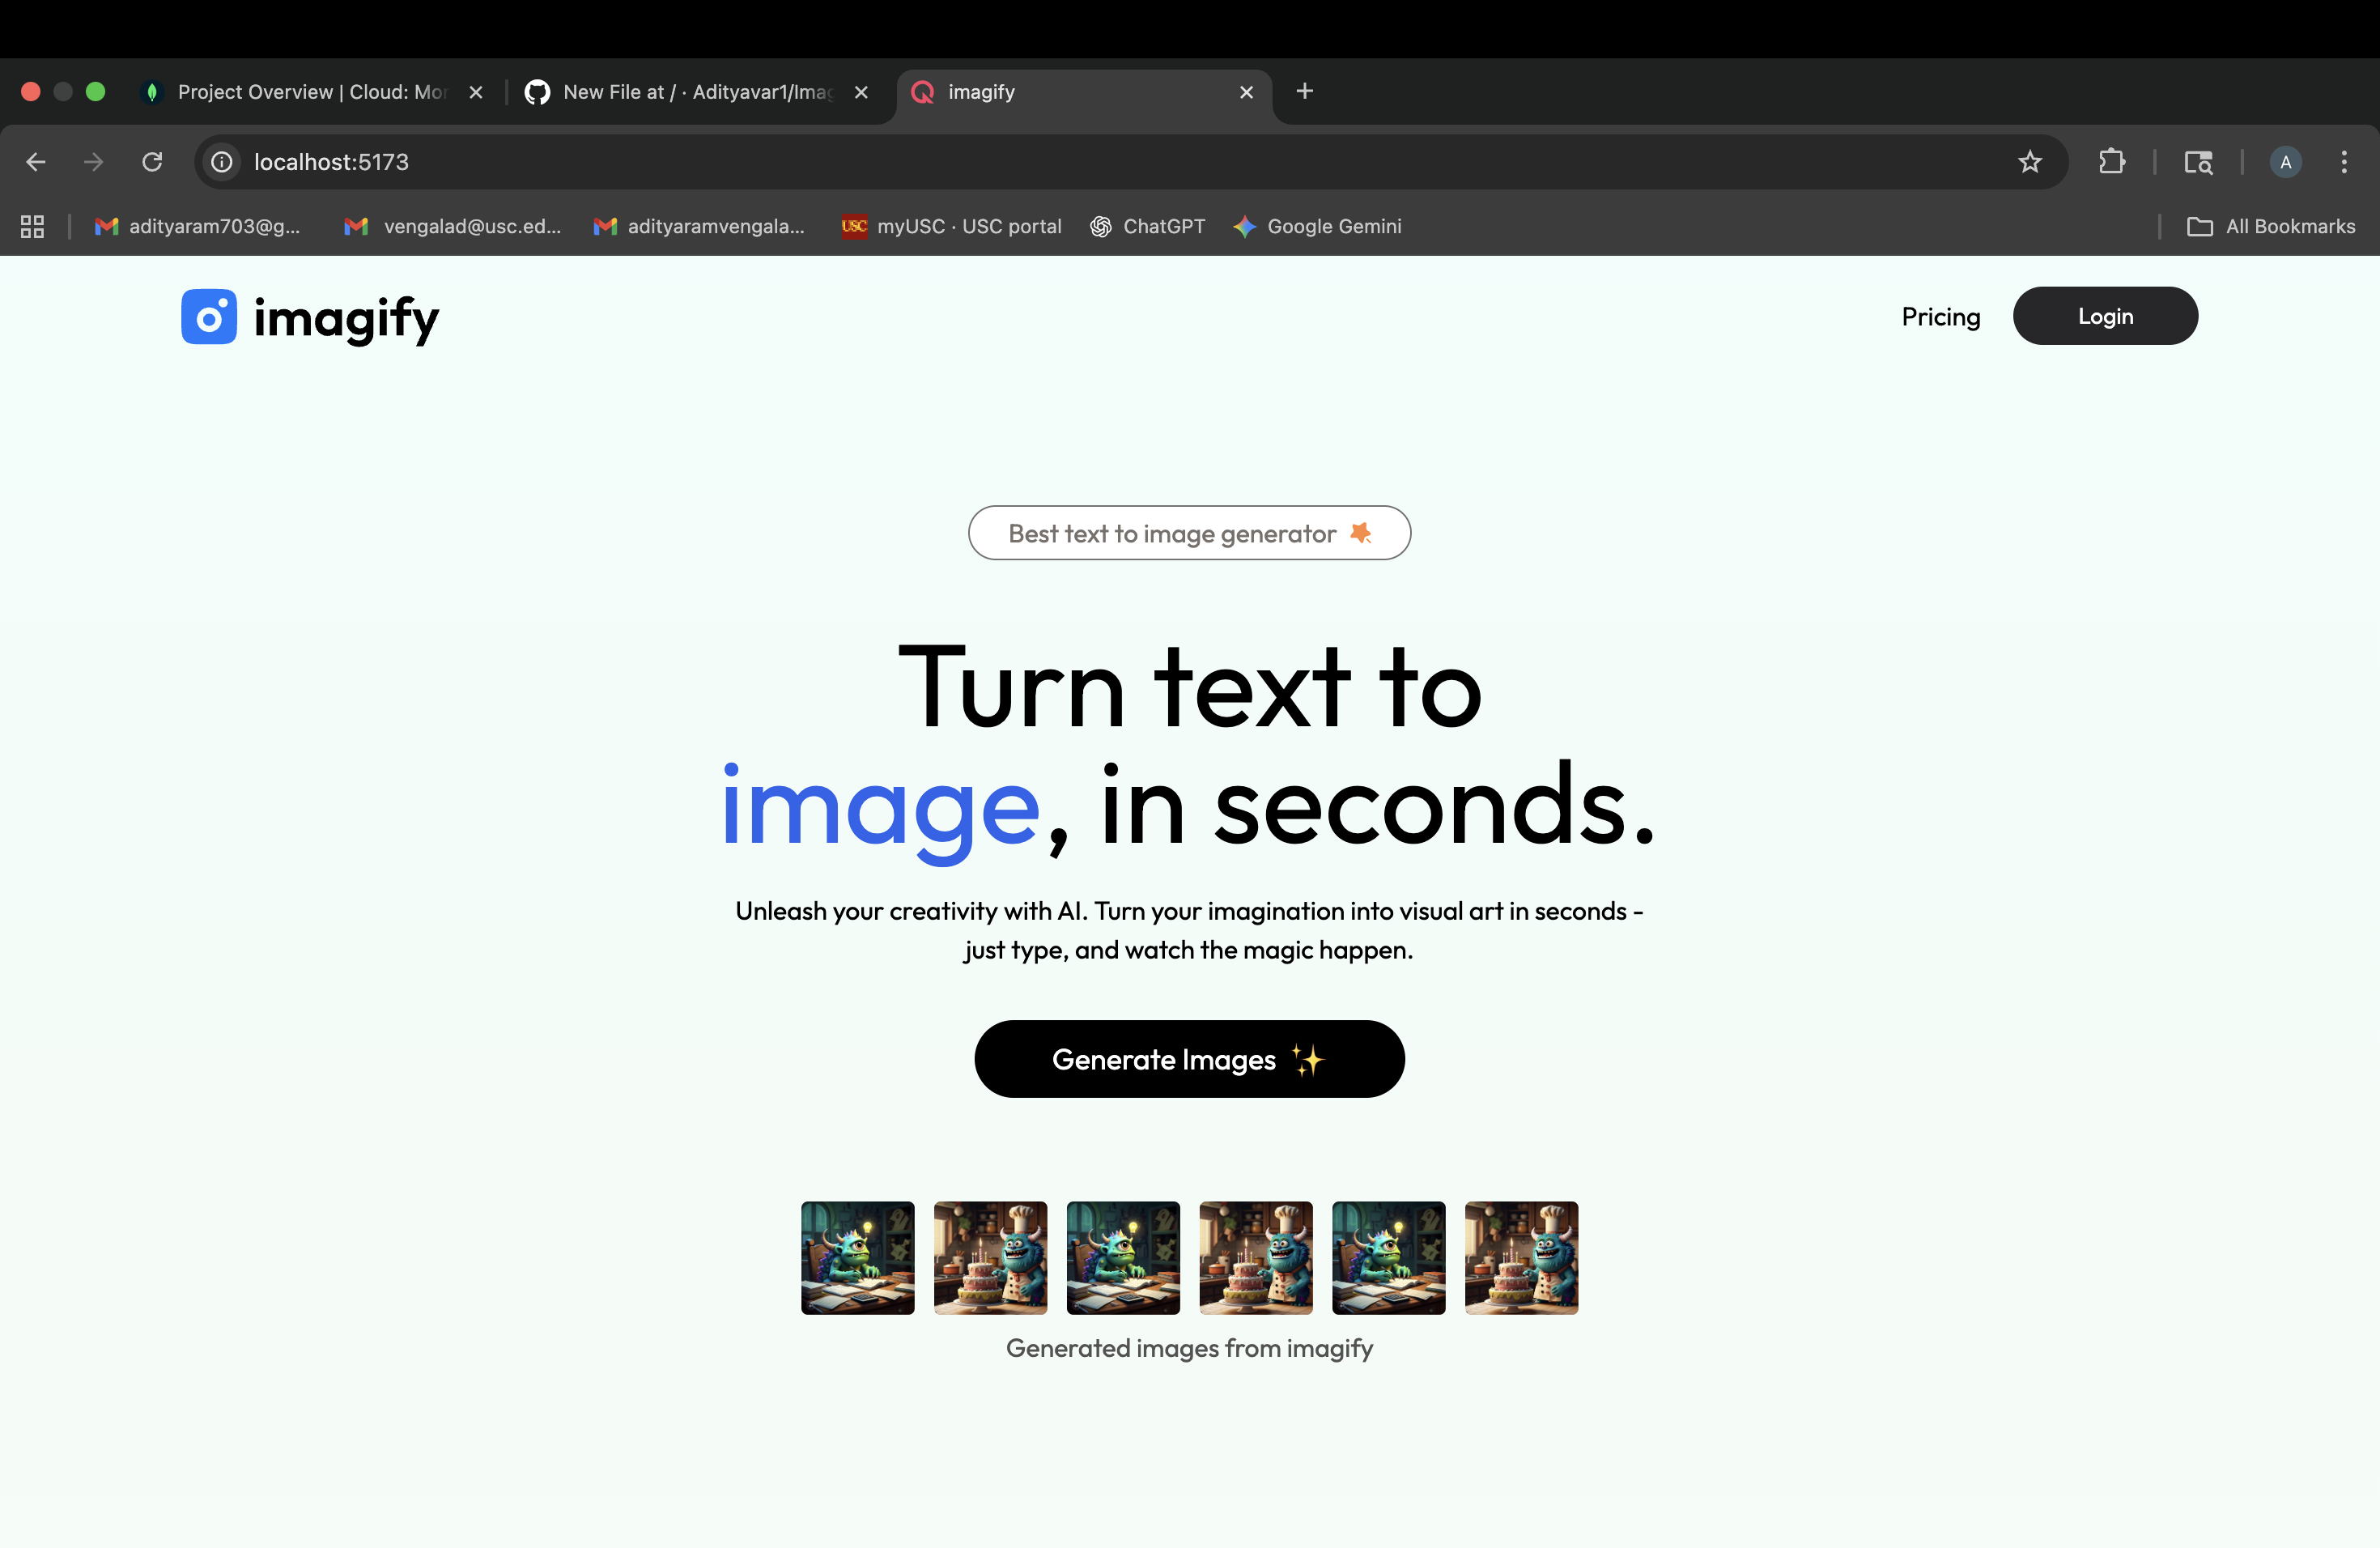 Project Overview | Cloud: Mon
New File at / · Adityavar1/Imag
imagify
localhost:5173
A
adityaram703@g...
vengalad@usc.ed...
adityaramvengala...
USC
myUSC · USC portal
ChatGPT
Google Gemini
All Bookmarks
imagify
Pricing
Login
Best text to image generator
Turn text to
image, in seconds.
Unleash your creativity with AI. Turn your imagination into visual art in seconds -
just type, and watch the magic happen.
Generate Images ✨
Generated images from imagify